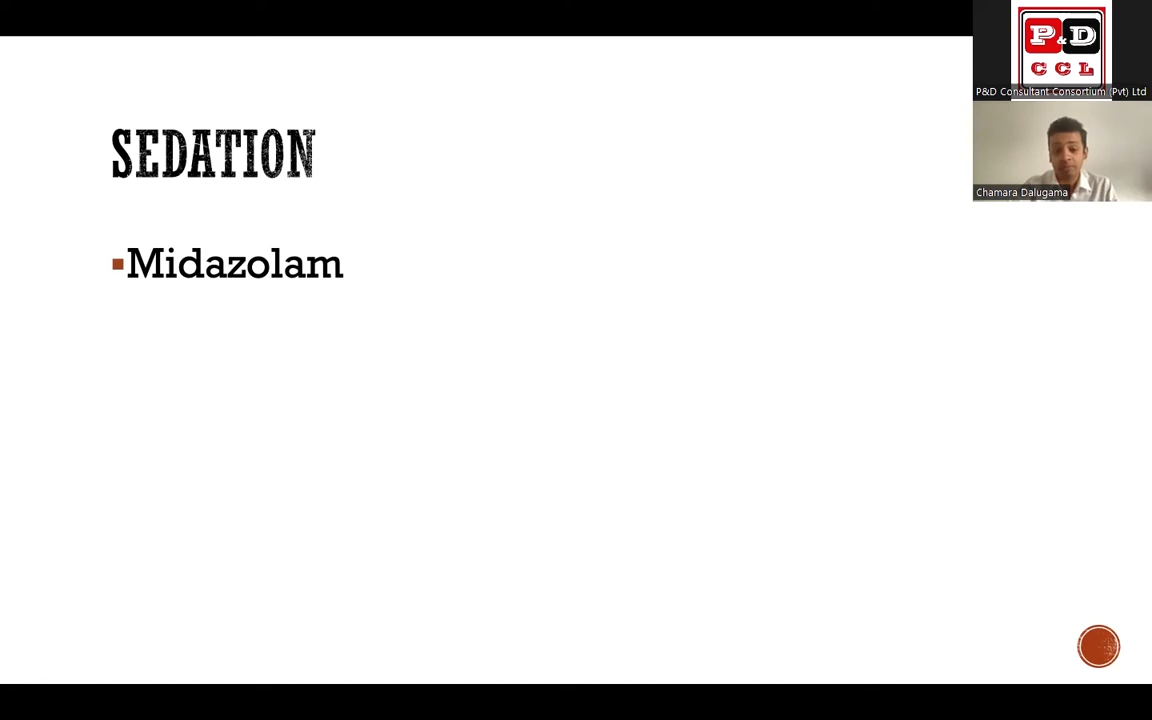 P&D
CCL
P&D Consultant Consortium (Pvt) Ltd
SEDATION
Chamara Dalugama
Midazolam